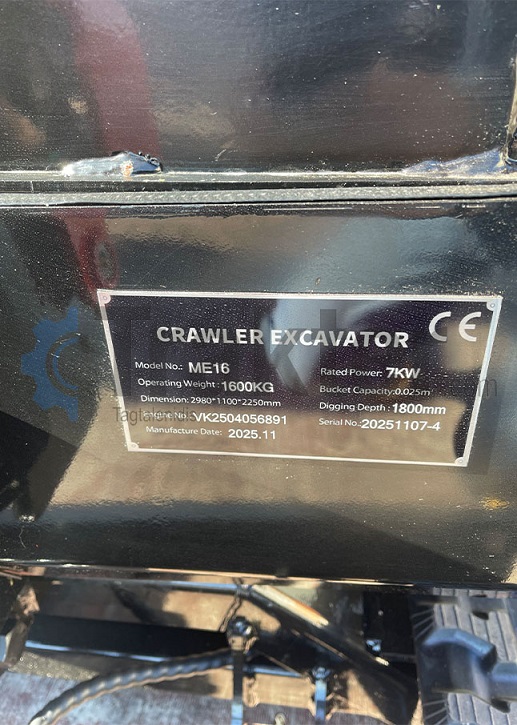 CRAWLER EXCAVATOR CE
Model No.: ME16 Rated Power: 7KW
Operating Weight: 1600KG Bucket Capacity: 0.025m³
Dimension: 2980*1100*2250mm Digging Depth: 1800mm
Engine No.: VK2504056891 Serial No.: 20251107-4
Manufacture Date: 2025.11